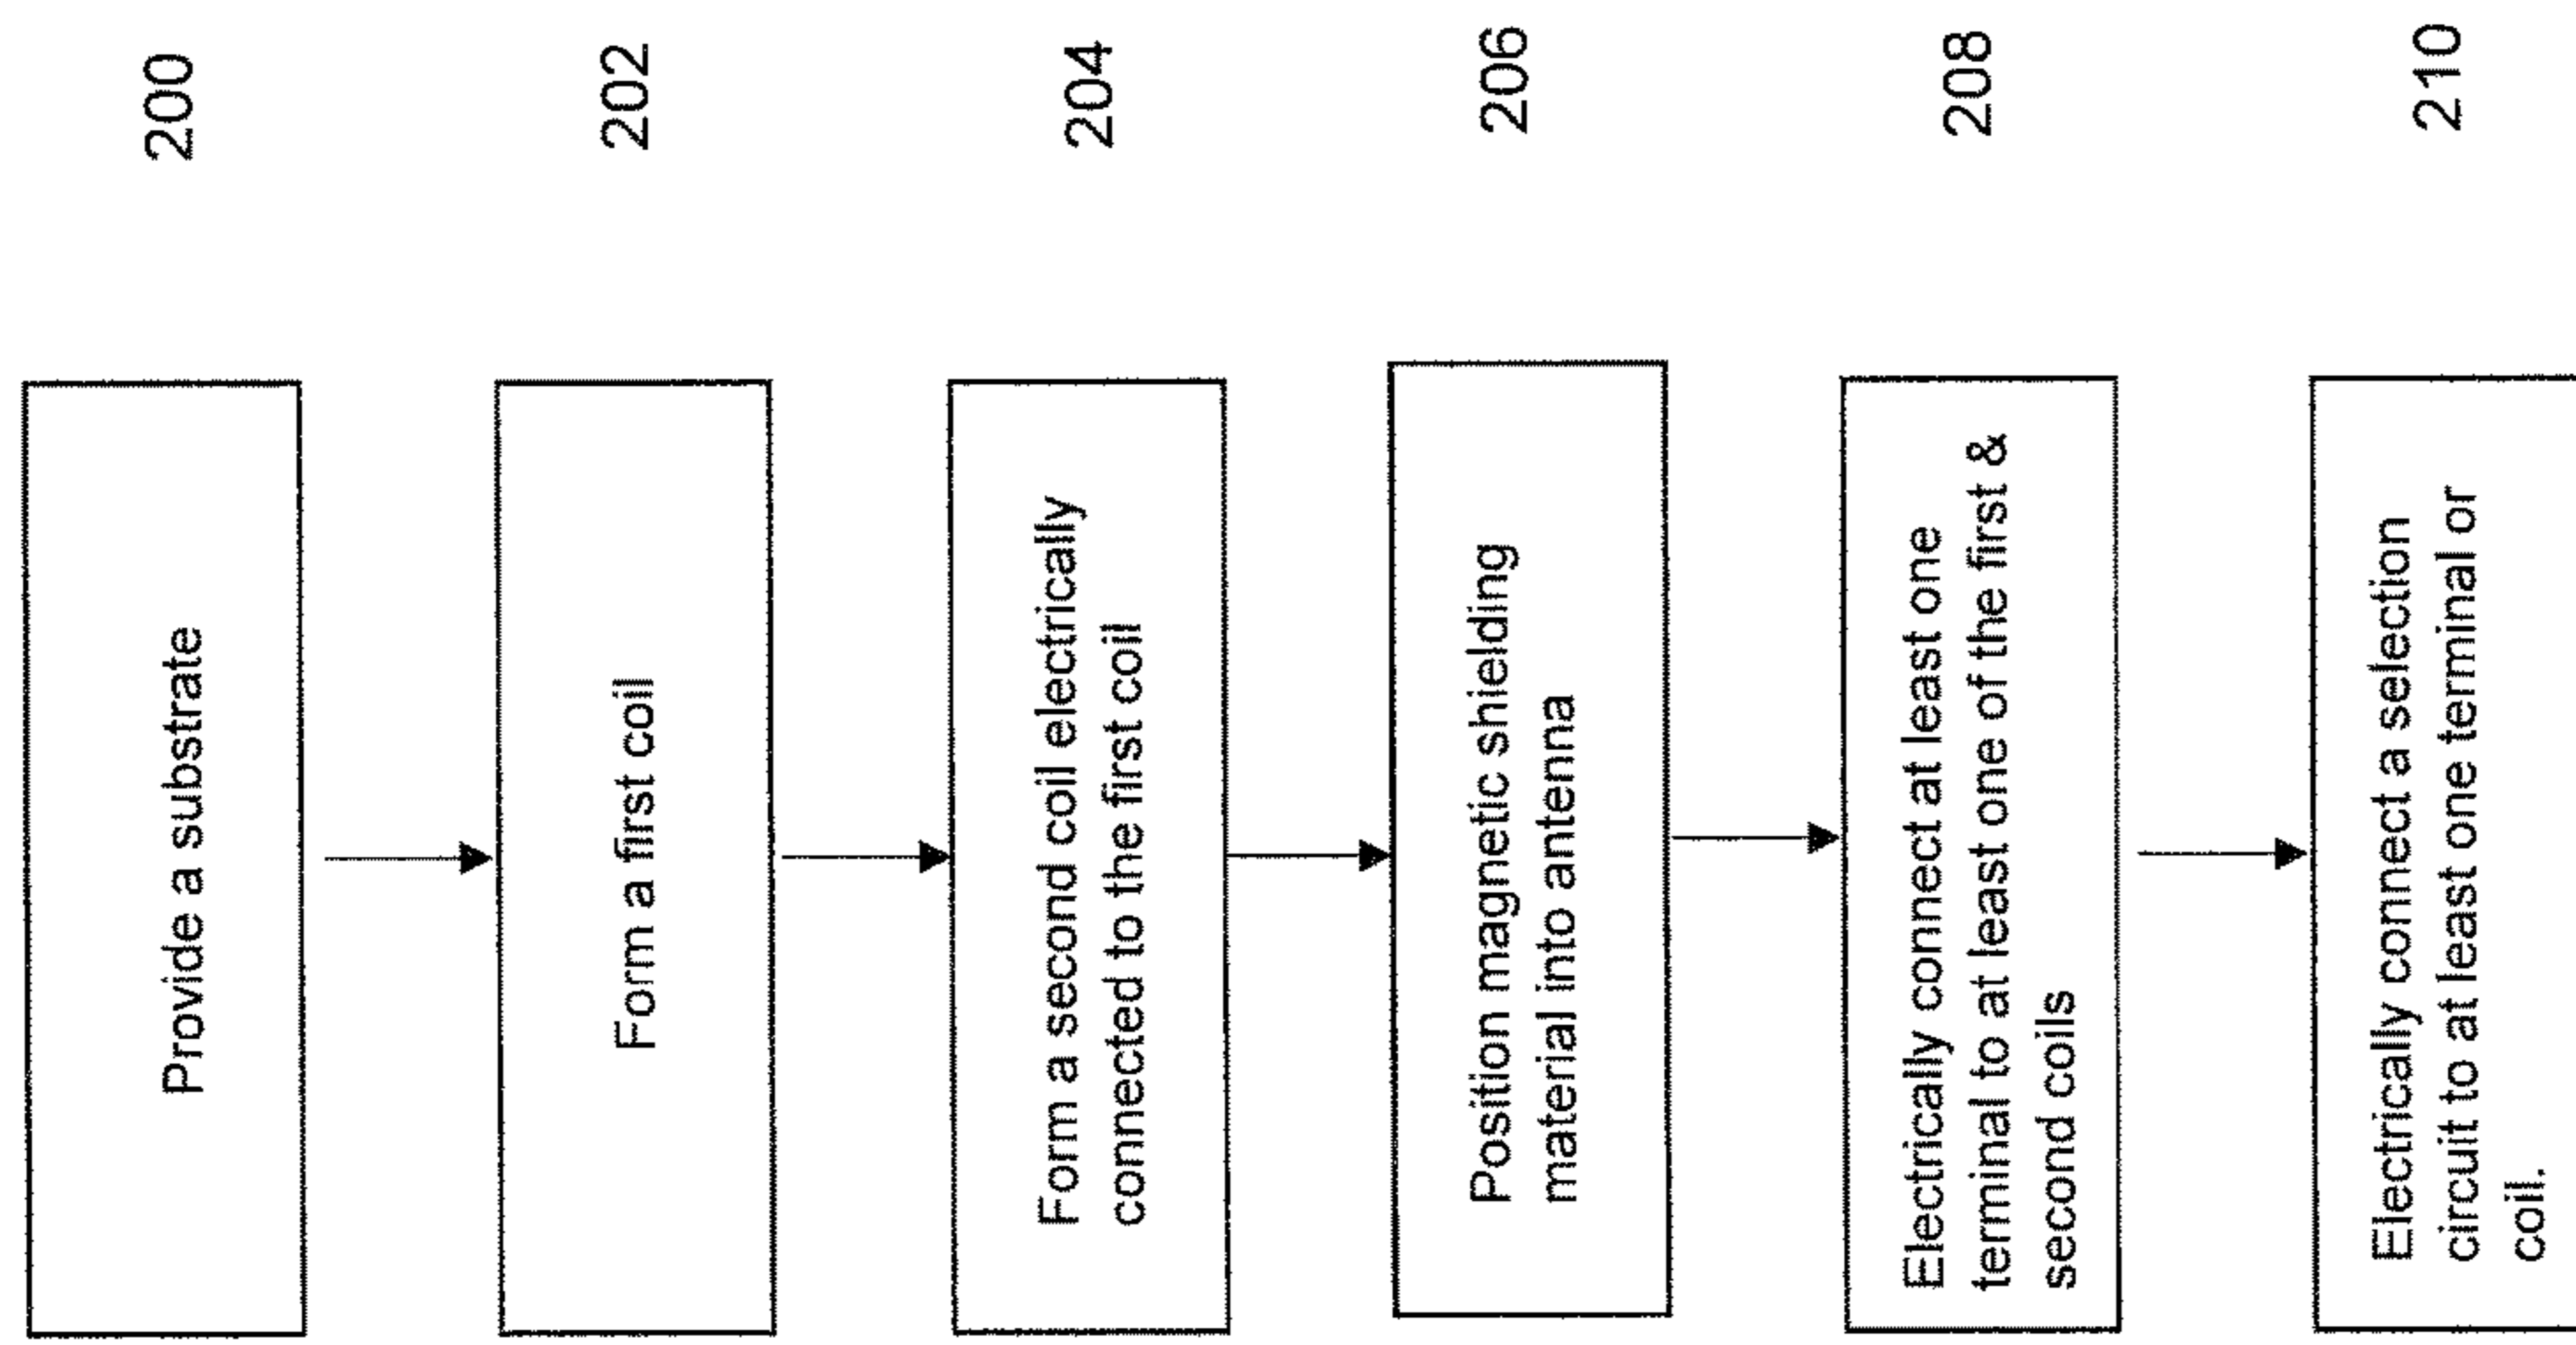 Provide a substrate
200
Form a first coil
202
Form a second coil electrically
connected to the first coil
204
Position magnetic shielding
material into antenna
206
Electrically connect at least one
terminal to at least one of the first &
second coils
208
Electrically connect a selection
circuit to at least one terminal or
coil.
210